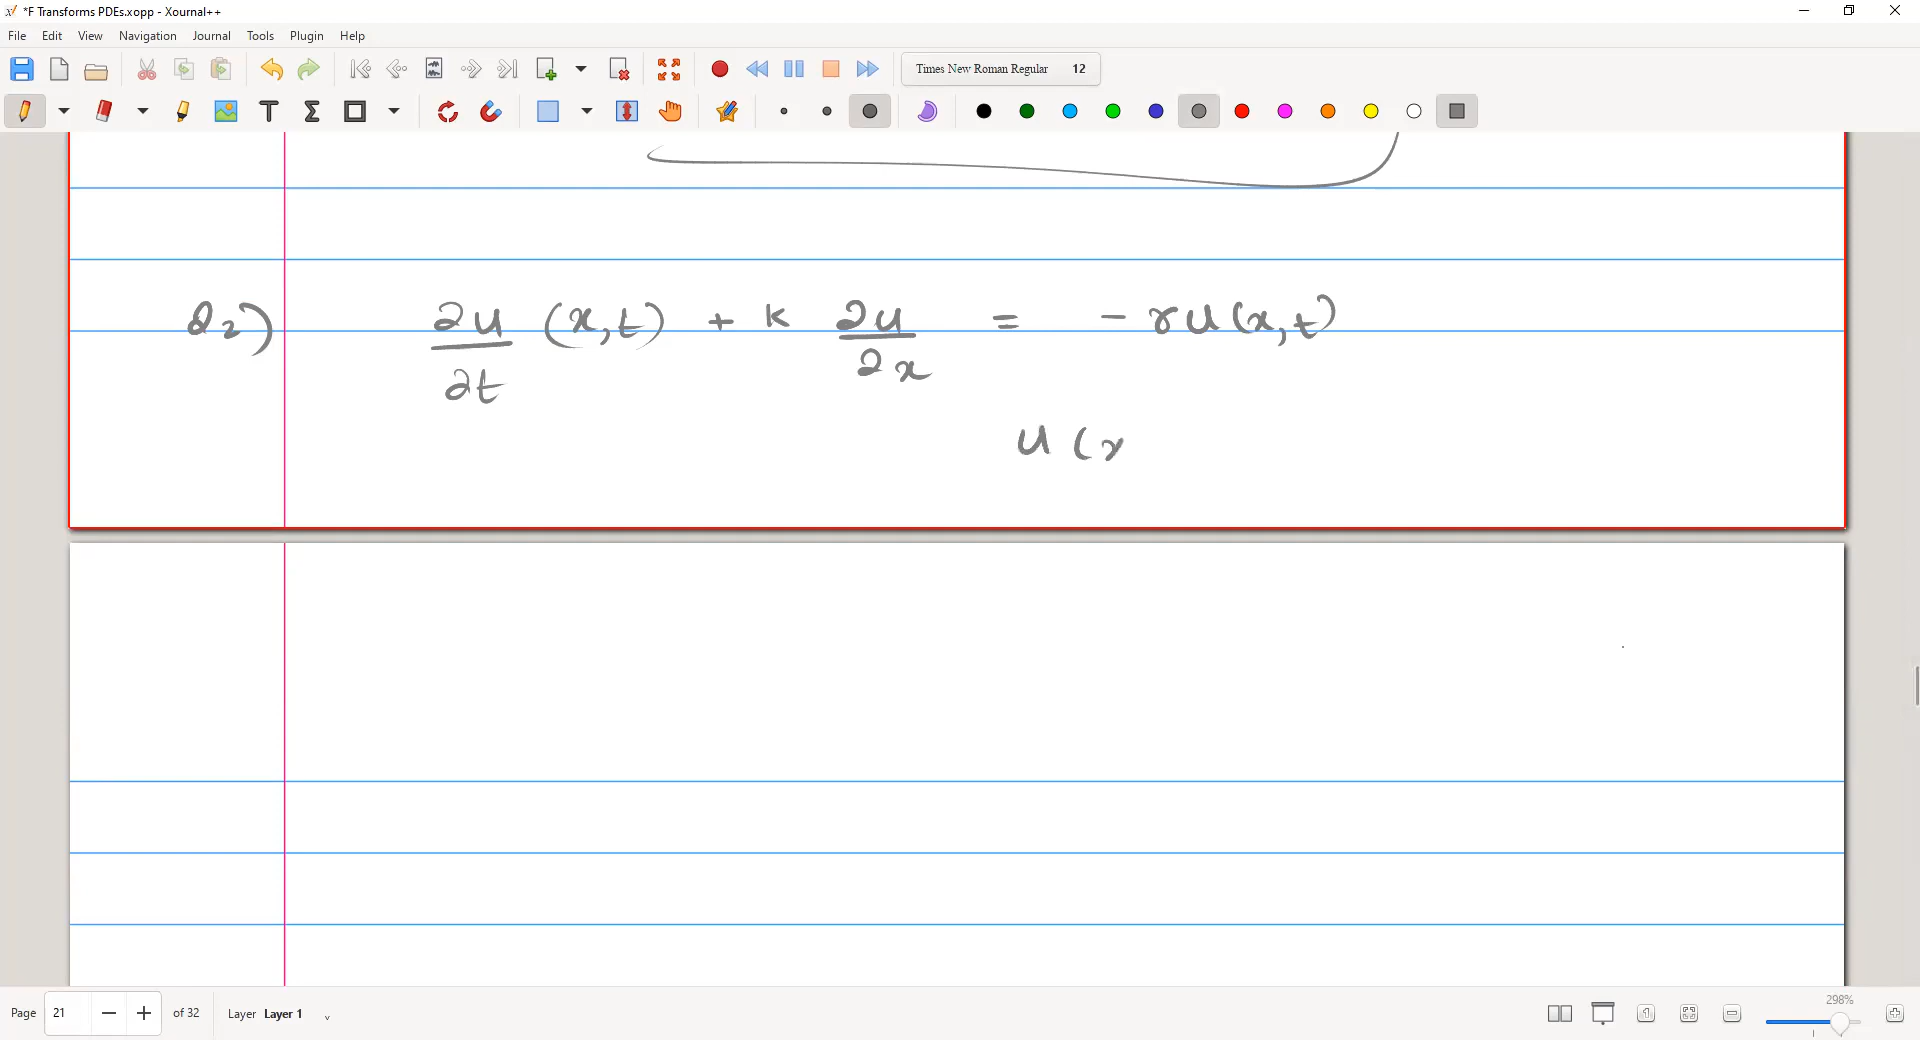 *F Transforms PDEs.xopp - Xournal++
File Edit View Navigation Journal Tools Plugin Help
Times New Roman Regular 12
Q2) ∂u/∂t (x,t) + k ∂u/∂x = - γu(x,t)
u(x
Page 21 of 32 Layer Layer 1 298%